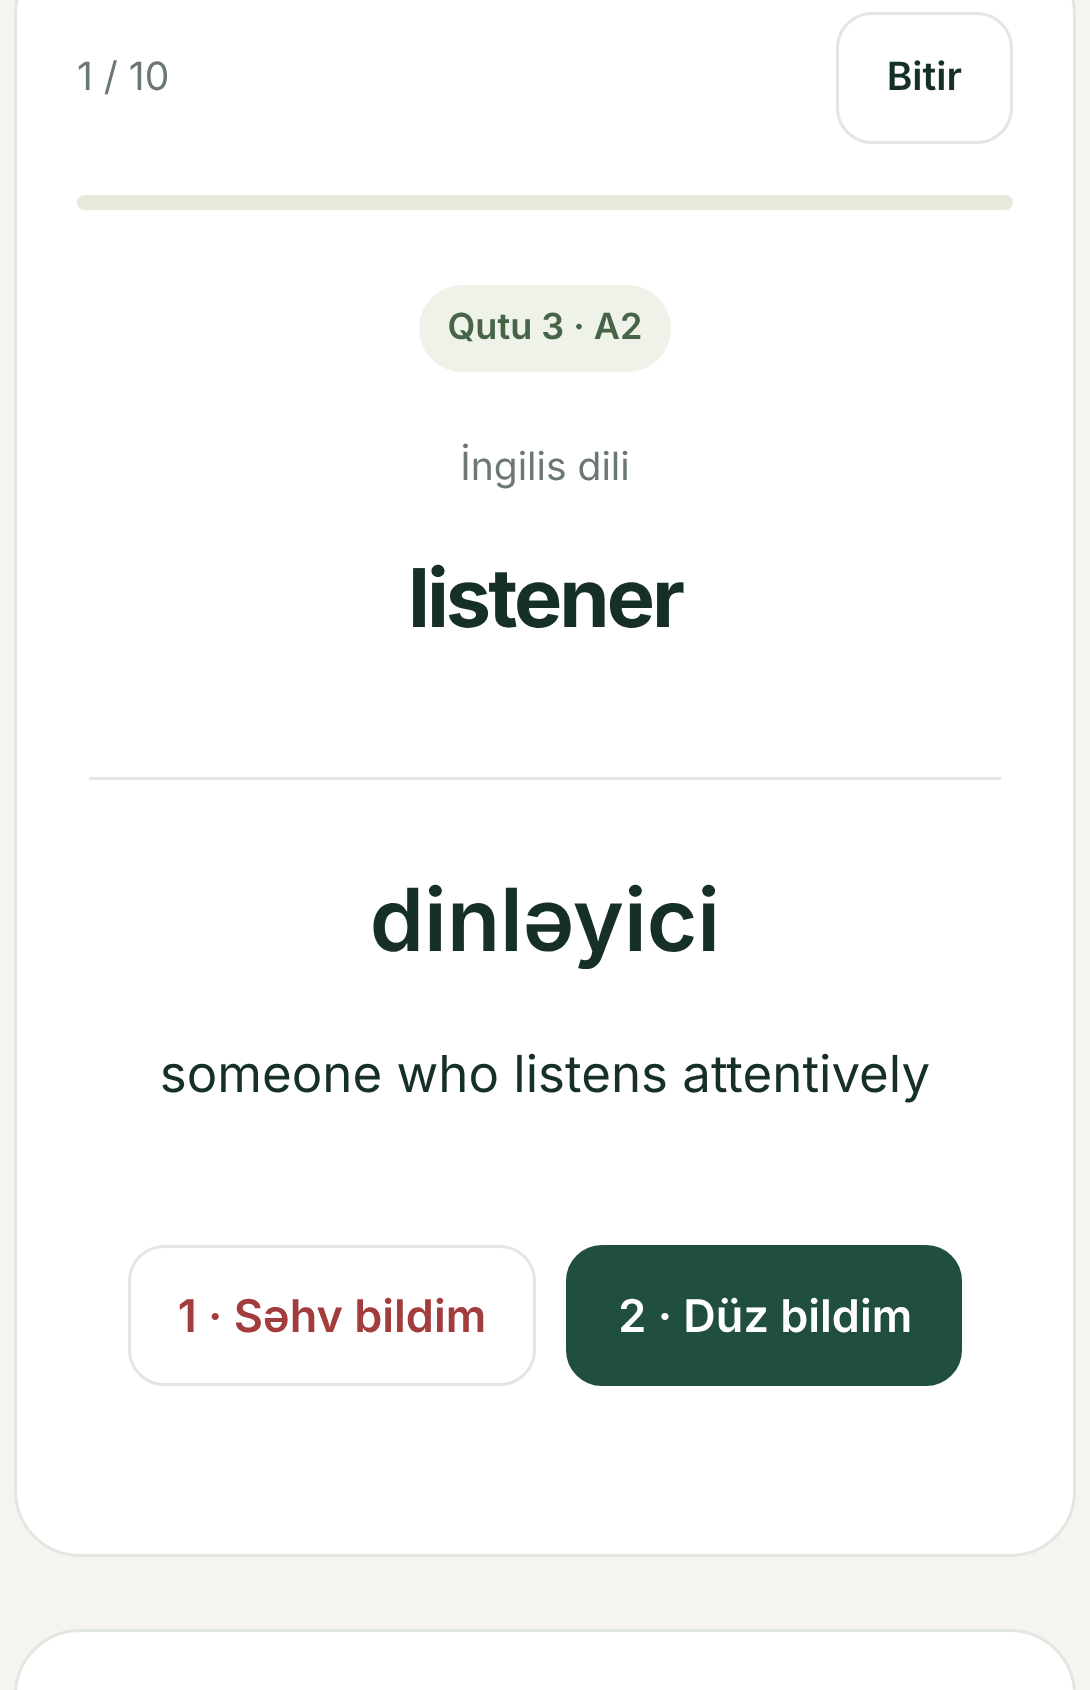 1 / 10
Bitir
Qutu 3 · A2
İngilis dili
listener
dinləyici
someone who listens attentively
1 · Səhv bildim
2 · Düz bildim